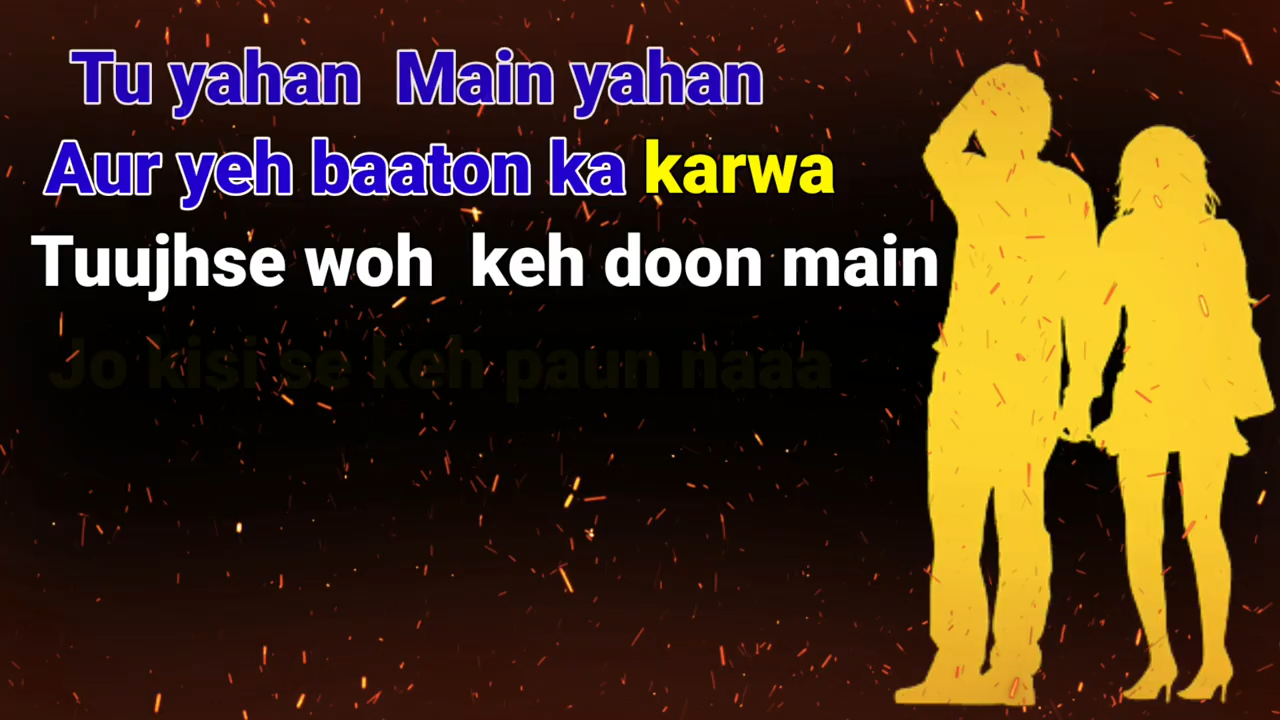 Tu yahan Main yahan
Aur yeh baaton ka karwa
Tuujhse woh keh doon main
Jo kisi se keh paun naaa